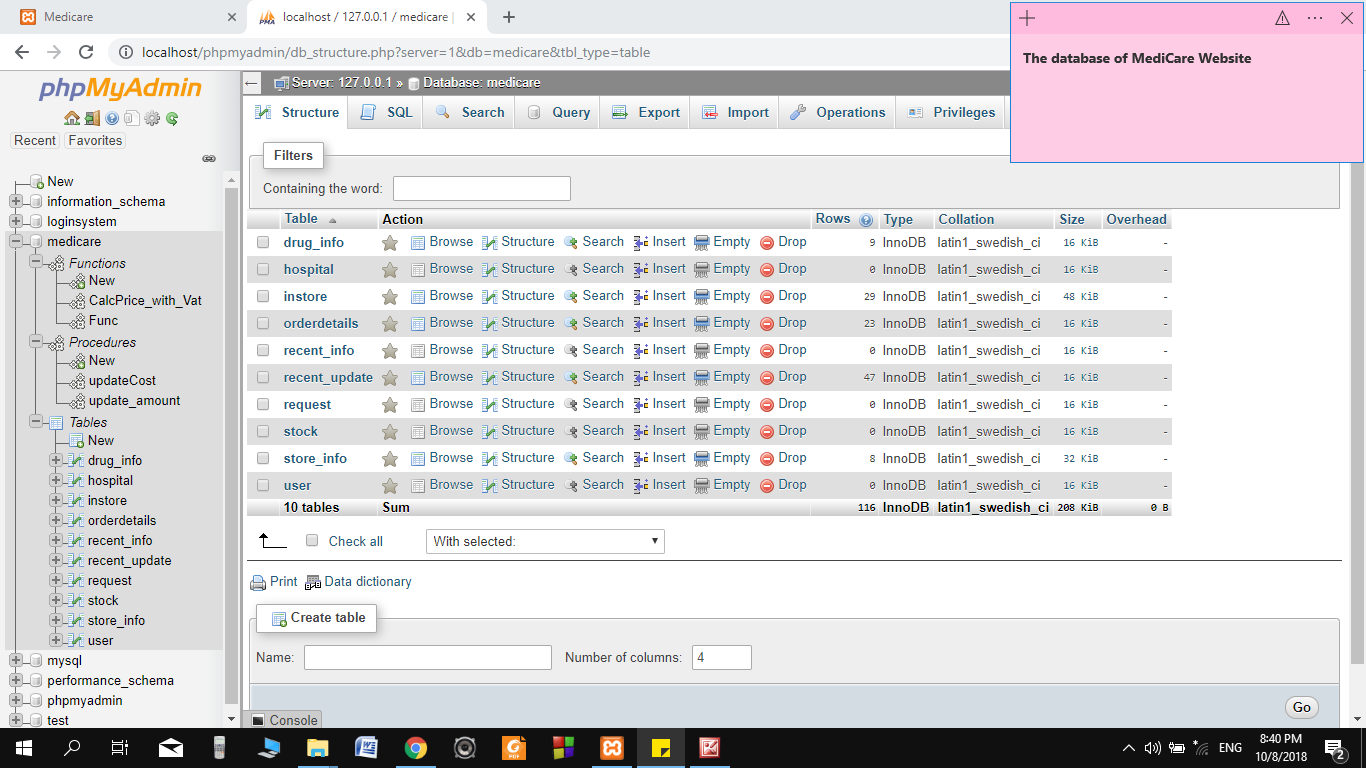 Medicare
localhost / 127.0.0.1 / medicare |
localhost/phpmyadmin/db_structure.php?server=1&db=medicare&tbl_type=table
The database of MediCare Website
phpMyAdmin
Recent Favorites
New
information_schema
loginsystem
medicare
Functions
New
CalcPrice_with_Vat
Func
Procedures
New
updateCost
update_amount
Tables
New
drug_info
hospital
instore
orderdetails
recent_info
recent_update
request
stock
store_info
user
mysql
performance_schema
phpmyadmin
test
Server: 127.0.0.1 » Database: medicare
Structure SQL Search Query Export Import Operations Privileges
Filters
Containing the word:
Table Action Rows Type Collation Size Overhead
drug_info Browse Structure Search Insert Empty Drop 9 InnoDB latin1_swedish_ci 16 KiB -
hospital Browse Structure Search Insert Empty Drop 0 InnoDB latin1_swedish_ci 16 KiB -
instore Browse Structure Search Insert Empty Drop 29 InnoDB latin1_swedish_ci 48 KiB -
orderdetails Browse Structure Search Insert Empty Drop 23 InnoDB latin1_swedish_ci 16 KiB -
recent_info Browse Structure Search Insert Empty Drop 0 InnoDB latin1_swedish_ci 16 KiB -
recent_update Browse Structure Search Insert Empty Drop 47 InnoDB latin1_swedish_ci 16 KiB -
request Browse Structure Search Insert Empty Drop 0 InnoDB latin1_swedish_ci 16 KiB -
stock Browse Structure Search Insert Empty Drop 0 InnoDB latin1_swedish_ci 16 KiB -
store_info Browse Structure Search Insert Empty Drop 8 InnoDB latin1_swedish_ci 32 KiB -
user Browse Structure Search Insert Empty Drop 0 InnoDB latin1_swedish_ci 16 KiB -
10 tables Sum 116 InnoDB latin1_swedish_ci 208 KiB 0 B
Check all With selected:
Print Data dictionary
Create table
Name: Number of columns: 4
Go
Console
ENG
8:40 PM
10/8/2018
2